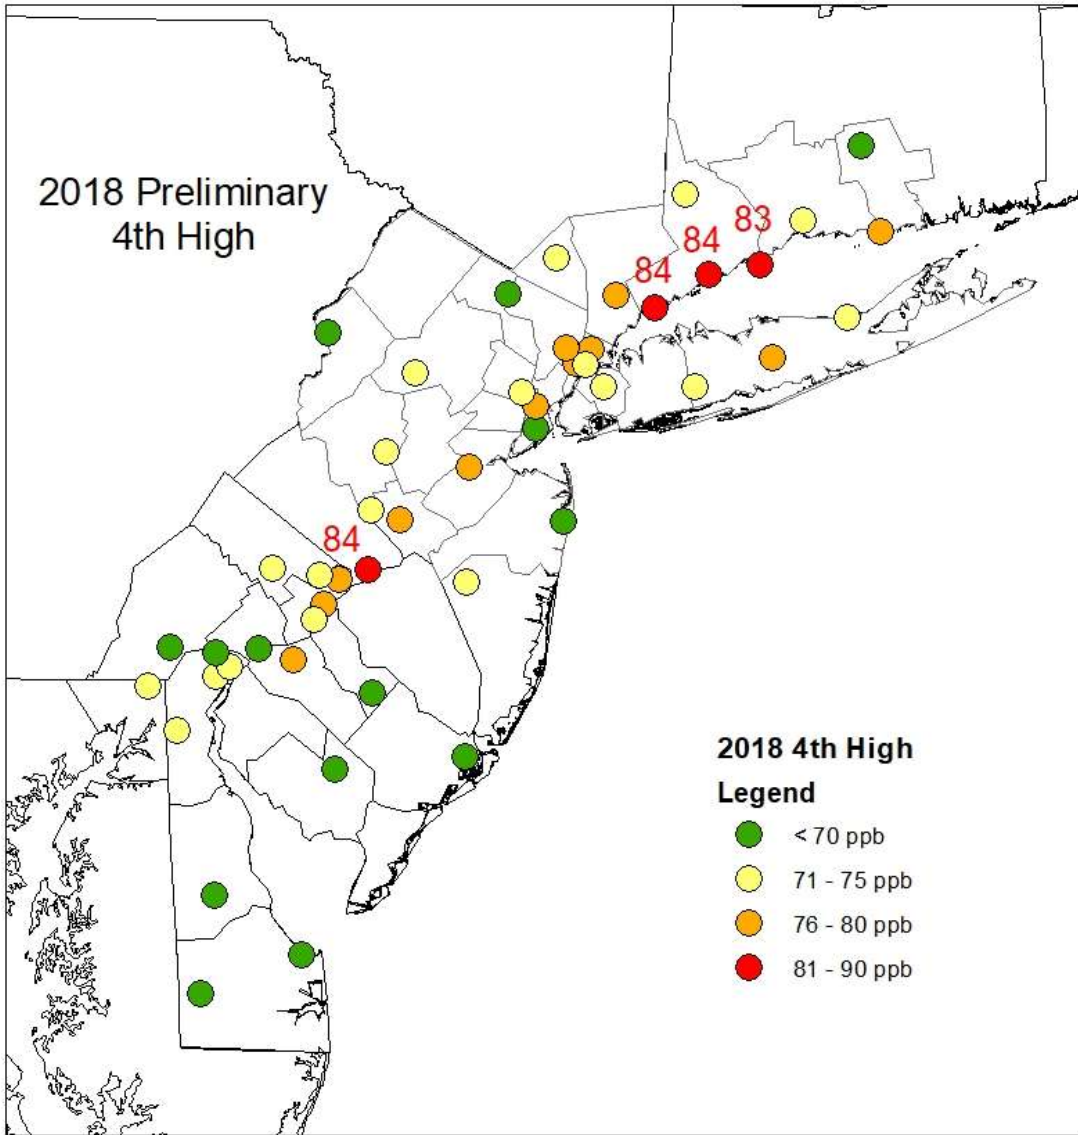 2018 Preliminary
4th High
83
84
84
84
2018 4th High
Legend
< 70 ppb
71 - 75 ppb
76 - 80 ppb
81 - 90 ppb